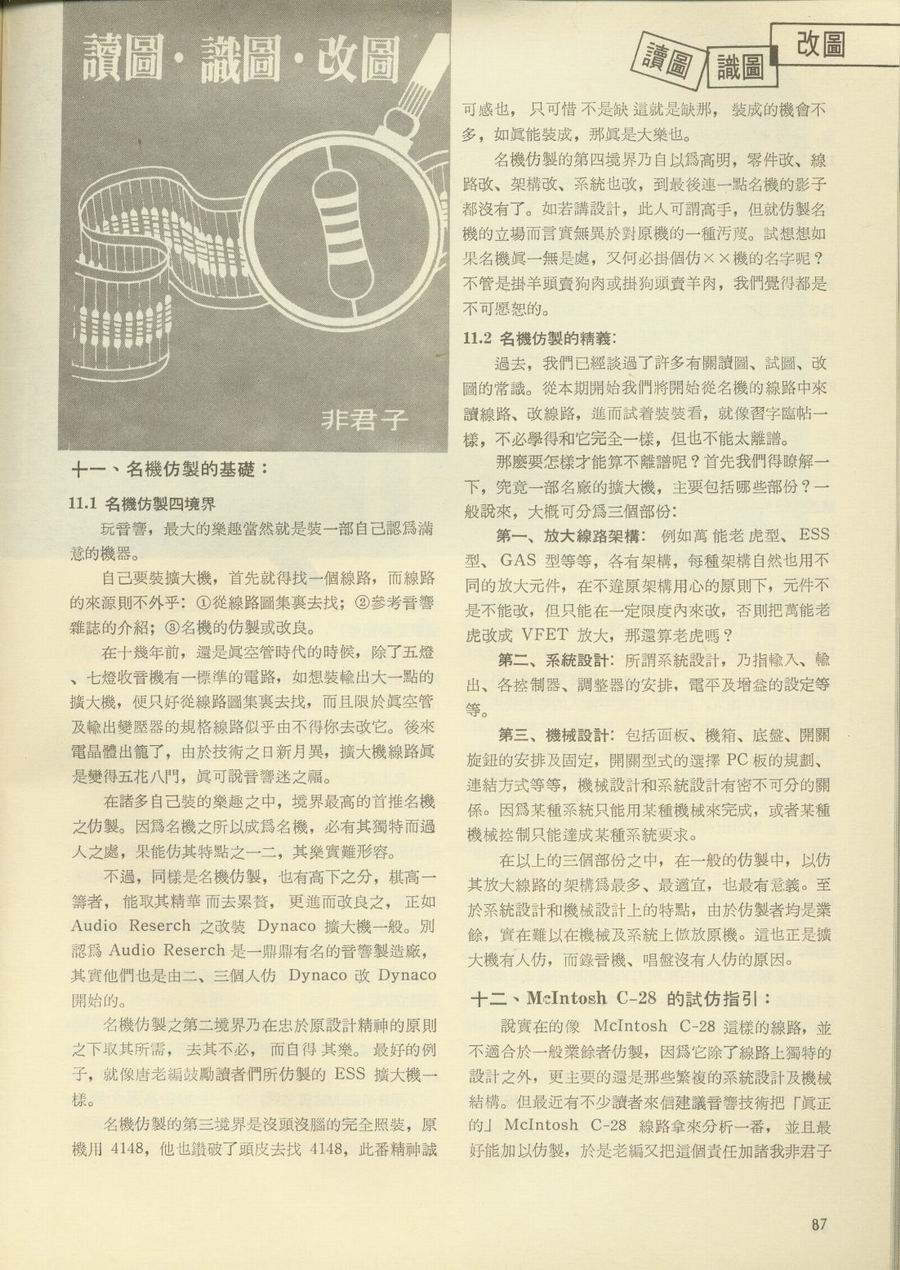 讀圖・識圖・改圖
非君子
讀圖
識圖
改圖
十一、名機仿製的基礎：
11.1 名機仿製四境界
玩音響，最大的樂趣當然就是裝一部自己認爲滿
意的機器。
自己要裝擴大機，首先就得找一個線路，而線路
的來源則不外乎：①從線路圖集裏去找；②參考音響
雜誌的介紹；③名機的仿製或改良。
在十幾年前，還是眞空管時代的時候，除了五燈
、七燈收音機有一標準的電路，如想裝輸出大一點的
擴大機，便只好從線路圖集裏去找，而且限於眞空管
及輸出變壓器的規格線路似乎由不得你去改它。後來
電晶體出籠了，由於技術之日新月異，擴大機線路眞
是變得五花八門，眞可說音響迷之福。
在諸多自己裝的樂趣之中，境界最高的首推名機
之仿製。因爲名機之所以成爲名機，必有其獨特而過
人之處，果能仿其特點之一二，其樂實難形容。
不過，同樣是名機仿製，也有高下之分，棋高一
籌者，能取其精華而去累贅，更進而改良之，正如
Audio Reserch 之改裝 Dynaco 擴大機一般。別
認爲 Audio Reserch 是一鼎鼎有名的音響製造廠，
其實他們也是由二、三個人仿 Dynaco 改 Dynaco
開始的。
名機仿製之第二境界乃在忠於原設計精神的原則
之下取其所需，去其不必，而自得其樂。最好的例
子，就像唐老編鼓勵讀者們所仿製的 ESS 擴大機一
樣。
名機仿製的第三境界是沒頭沒腦的完全照裝，原
機用 4148，他也鑽破了頭皮去找 4148，此番精神誠
可感也，只可惜不是缺這就是缺那，裝成的機會不
多，如眞能裝成，那眞是大樂也。
名機仿製的第四境界乃自以爲高明，零件改、線
路改、架構改、系統也改，到最後連一點名機的影子
都沒有了。如若講設計，此人可謂高手，但就仿製名
機的立場而言實無異於對原機的一種汚蔑。試想想如
果名機眞一無是處，又何必掛個仿××機的名字呢？
不管是掛羊頭賣狗肉或掛狗頭賣羊肉，我們覺得都是
不可愿恕的。
11.2 名機仿製的精義：
過去，我們已經談過了許多有關讀圖、試圖、改
圖的常識。從本期開始我們將開始從名機的線路中來
讀線路、改線路，進而試着裝裝看，就像習字臨帖一
樣，不必學得和它完全一樣，但也不能太離譜。
那麽要怎樣才能算不離譜呢？首先我們得瞭解一
下，究竟一部名廠的擴大機，主要包括哪些部份？一
般說來，大概可分爲三個部份：
第一、放大線路架構：例如萬能老虎型、ESS
型、GAS 型等等，各有架構，每種架構自然也用不
同的放大元件，在不違原架構用心的原則下，元件不
是不能改，但只能在一定限度內來改，否則把萬能老
虎改成 VFET 放大，那還算老虎嗎？
第二、系統設計：所謂系統設計，乃指輸入、輸
出、各控制器、調整器的安排，電平及增益的設定等
等。
第三、機械設計：包括面板、機箱、底盤、開關
旋鈕的安排及固定，開關型式的選擇 PC 板的規劃、
連結方式等等，機械設計和系統設計有密不可分的關
係。因爲某種系統只能用某種機械來完成，或者某種
機械控制只能達成某種系統要求。
在以上的三個部份之中，在一般的仿製中，以仿
其放大線路的架構爲最多、最適宜，也最有意義。至
於系統設計和機械設計上的特點，由於仿製者均是業
餘，實在難以在機械及系統上倣放原機。這也正是擴
大機有人仿，而錄音機、唱盤沒有人仿的原因。
十二、McIntosh C-28 的試仿指引：
說實在的像 McIntosh C-28 這樣的線路，並
不適合於一般業餘者仿製，因爲它除了線路上獨特的
設計之外，更主要的還是那些繁複的系統設計及機械
結構。但最近有不少讀者來信建議音響技術把「眞正
的」McIntosh C-28 線路拿來分析一番，並且最
好能加以仿製，於是老編又把這個責任加諸我非君子
87